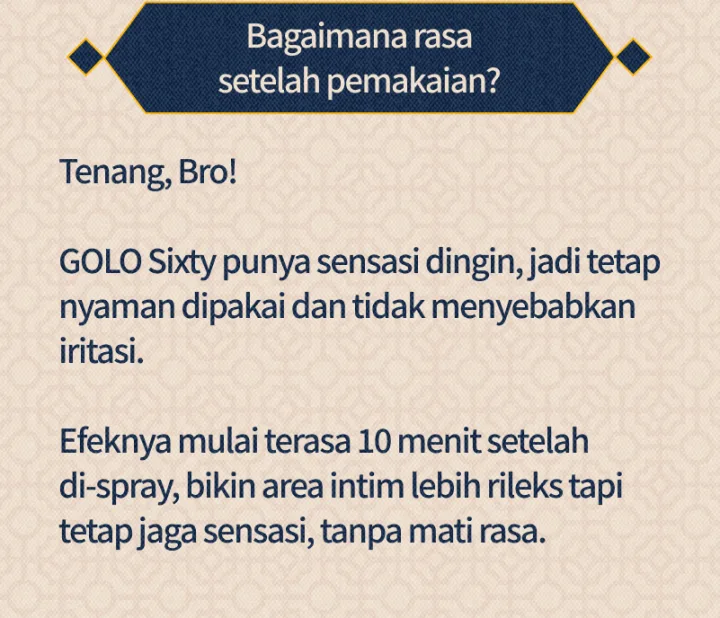 Bagaimana rasa
setelah pemakaian?
Tenang, Bro!
GOLO Sixty punya sensasi dingin, jadi tetap
nyaman dipakai dan tidak menyebabkan
iritasi.
Efeknya mulai terasa 10 menit setelah
di-spray, bikin area intim lebih rileks tapi
tetap jaga sensasi, tanpa mati rasa.